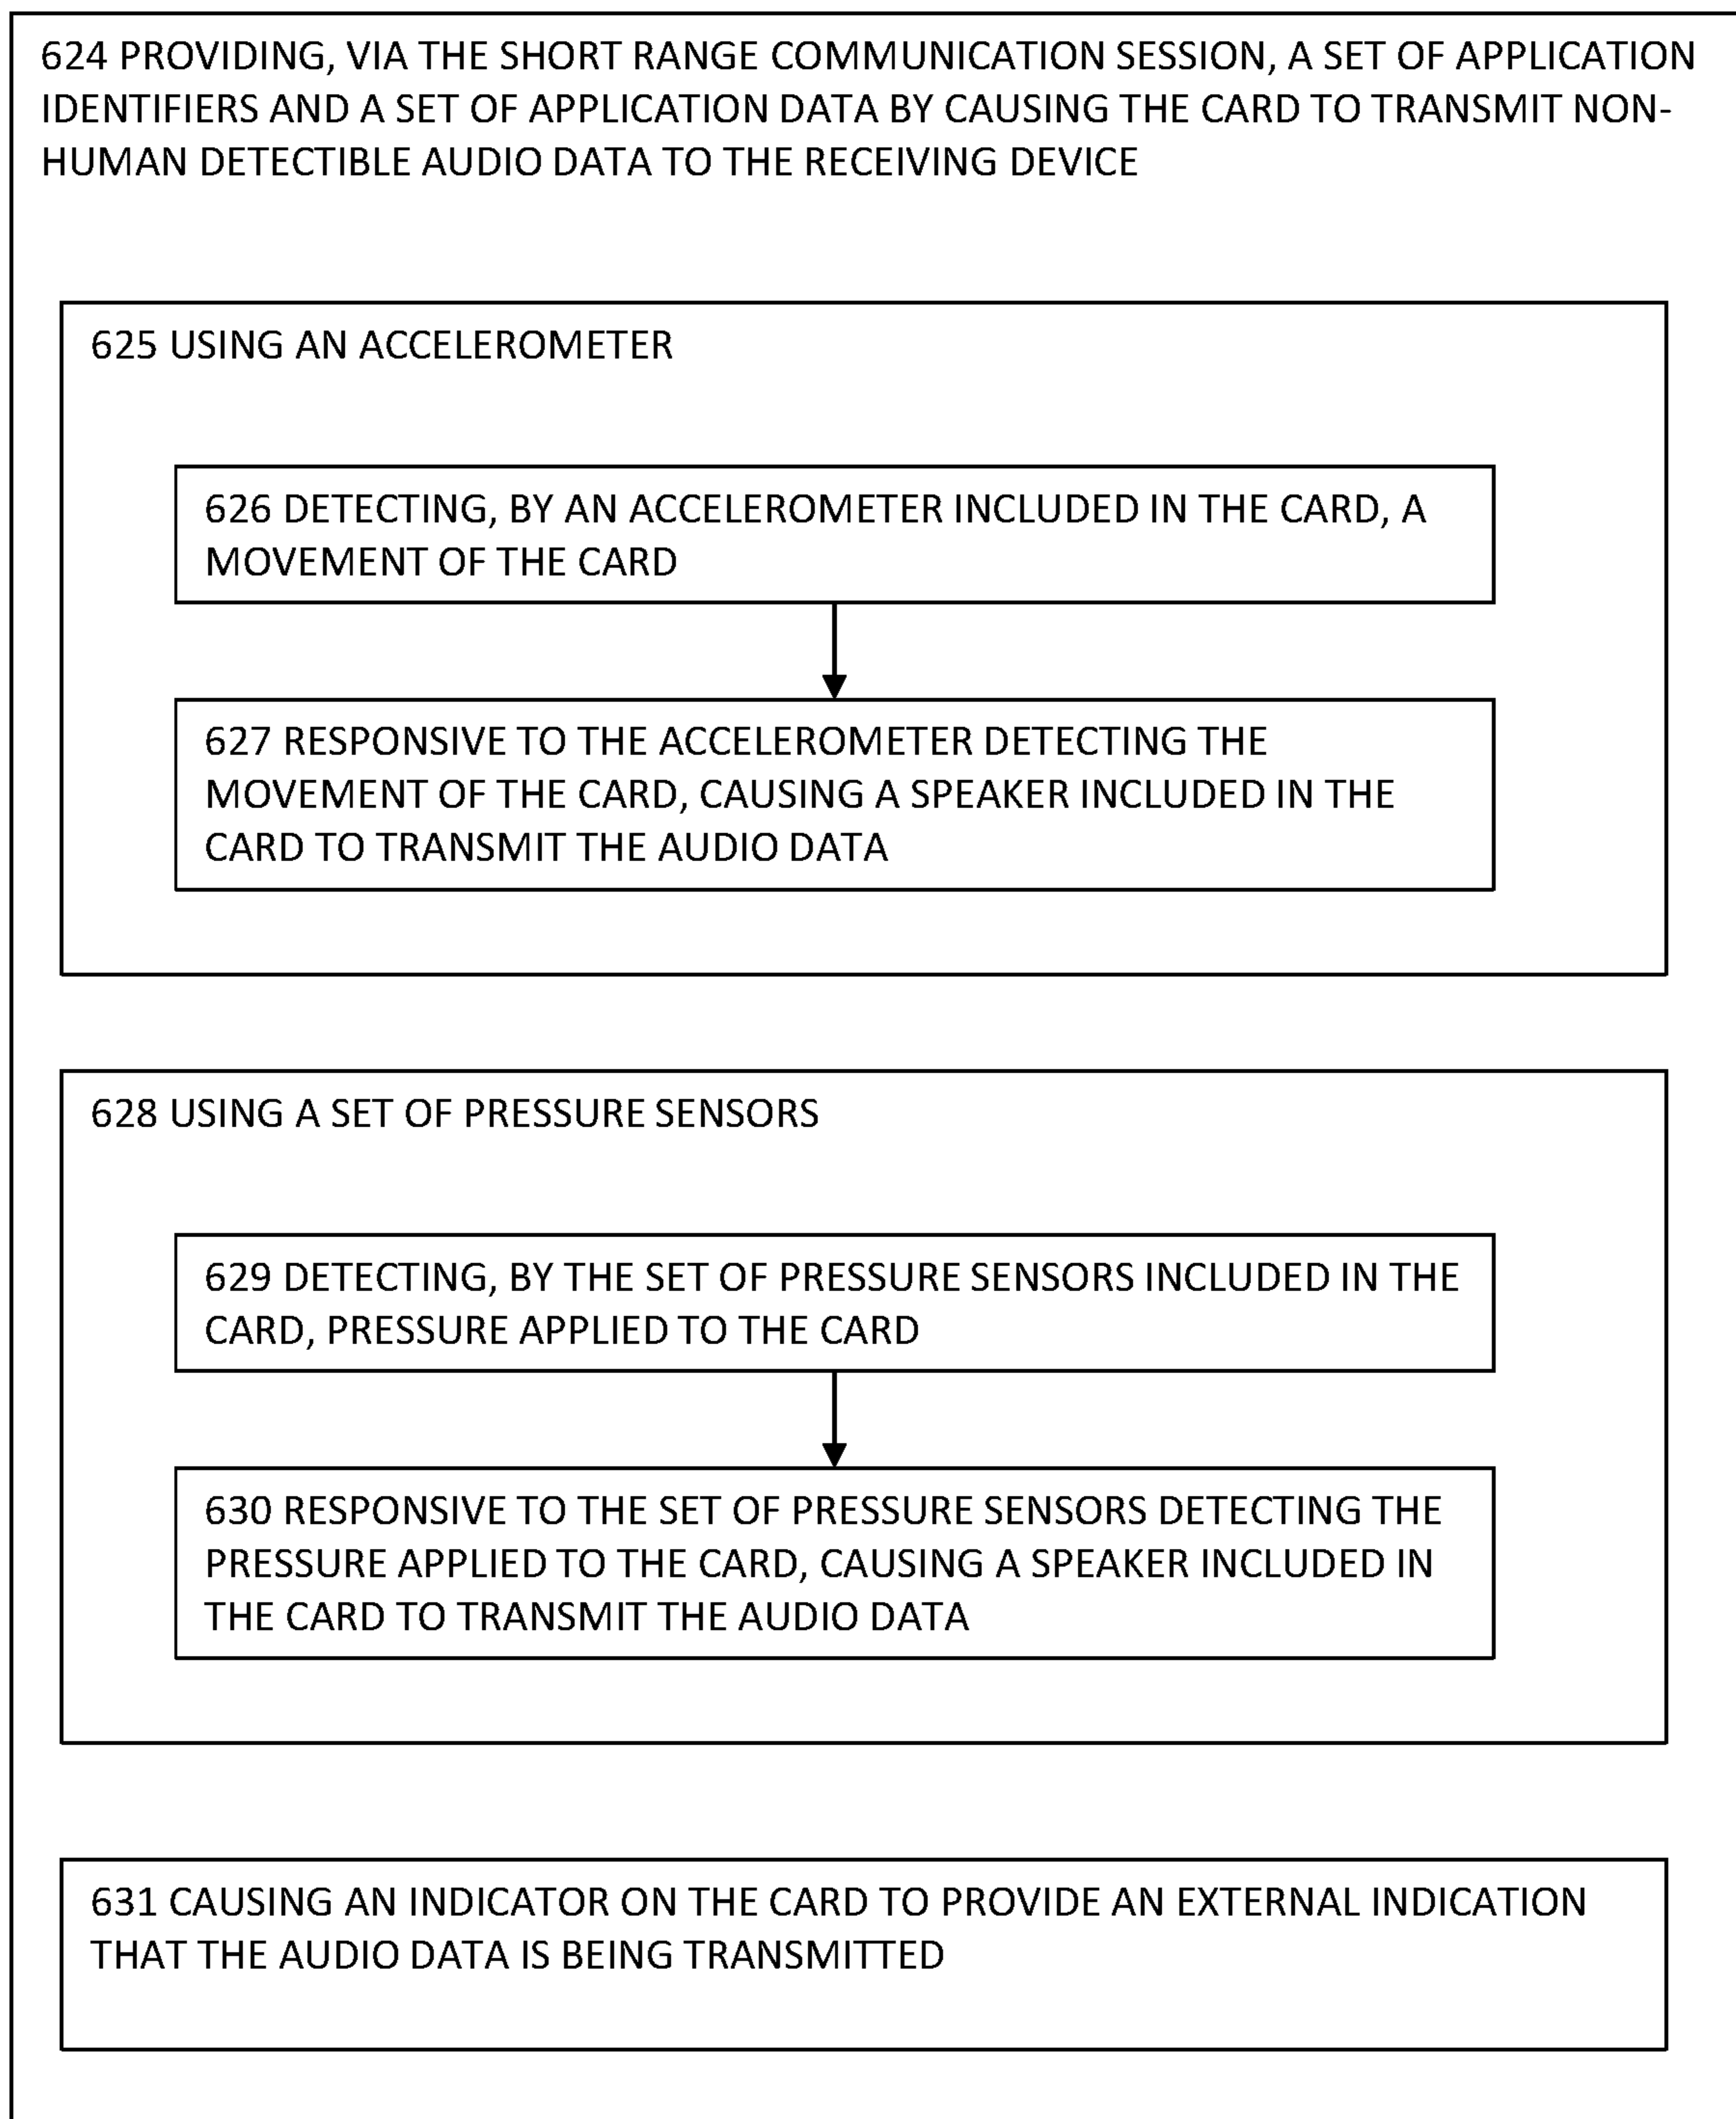 624 PROVIDING, VIA THE SHORT RANGE COMMUNICATION SESSION, A SET OF APPLICATION
IDENTIFIERS AND A SET OF APPLICATION DATA BY CAUSING THE CARD TO TRANSMIT NON-
HUMAN DETECTIBLE AUDIO DATA TO THE RECEIVING DEVICE
625 USING AN ACCELEROMETER
626 DETECTING, BY AN ACCELEROMETER INCLUDED IN THE CARD, A
MOVEMENT OF THE CARD
627 RESPONSIVE TO THE ACCELEROMETER DETECTING THE
MOVEMENT OF THE CARD, CAUSING A SPEAKER INCLUDED IN THE
CARD TO TRANSMIT THE AUDIO DATA
628 USING A SET OF PRESSURE SENSORS
629 DETECTING, BY THE SET OF PRESSURE SENSORS INCLUDED IN THE
CARD, PRESSURE APPLIED TO THE CARD
630 RESPONSIVE TO THE SET OF PRESSURE SENSORS DETECTING THE
PRESSURE APPLIED TO THE CARD, CAUSING A SPEAKER INCLUDED IN
THE CARD TO TRANSMIT THE AUDIO DATA
631 CAUSING AN INDICATOR ON THE CARD TO PROVIDE AN EXTERNAL INDICATION
THAT THE AUDIO DATA IS BEING TRANSMITTED